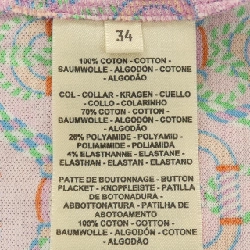 34
100% COTON - COTTON -
BAUMWOLLE - ALGODÓN - COTONE
- ALGODÃO
COL - COLLAR - KRAGEN - CUELLO
- COLLO - COLARINHO
70% COTON - COTTON -
BAUMWOLLE - ALGODÓN - COTONE
- ALGODÃO
26% POLYAMIDE - POLYAMID -
POLIAMMIDE - POLIAMIDA
4% ELASTHANNE - ELASTANE -
ELASTHAN - ELASTAN - ELASTANO
PATTE DE BOUTONNAGE - BUTTON
PLACKET - KNOPFLEISTE - PATILLA
DE BOTONADURA -
ABBOTTONATURA - PATILHA DE
ABOTOAMENTO
100% COTON - COTTON -
BAUMWOLLE - ALGODÓN - COTONE
- ALGODÃO